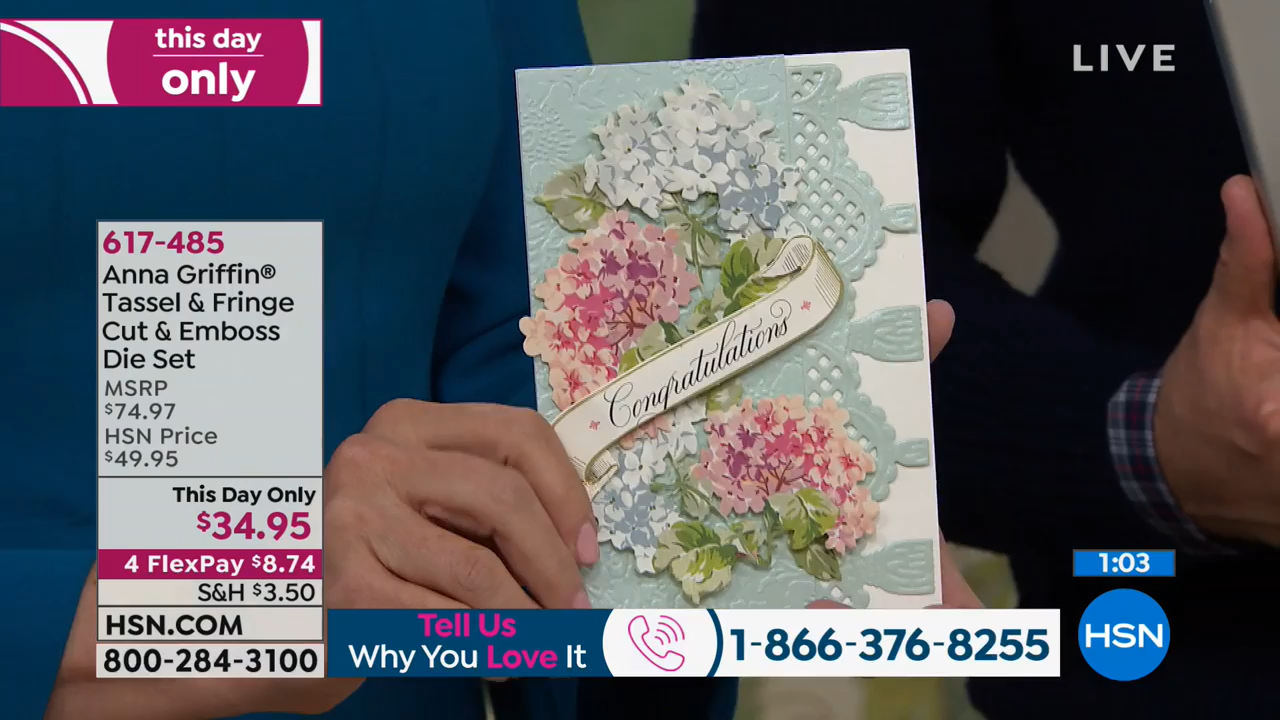 this day
only
LIVE
617-485
Anna Griffin®
Tassel & Fringe
Cut & Emboss
Die Set
MSRP
$74.97
HSN Price
$49.95
This Day Only
$34.95
4 FlexPay $8.74
S&H $3.50
HSN.COM
800-284-3100
Congratulations
Tell Us
Why You Love It
1-866-376-8255
1:03
HSN